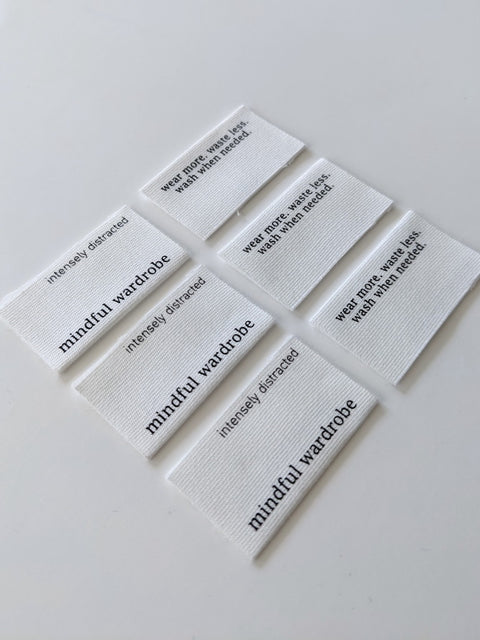 wear more. waste less.
wash when needed.
wear more. waste less.
wash when needed.
wear more. waste less.
wash when needed.
intensely distracted
mindful wardrobe
intensely distracted
mindful wardrobe
intensely distracted
mindful wardrobe